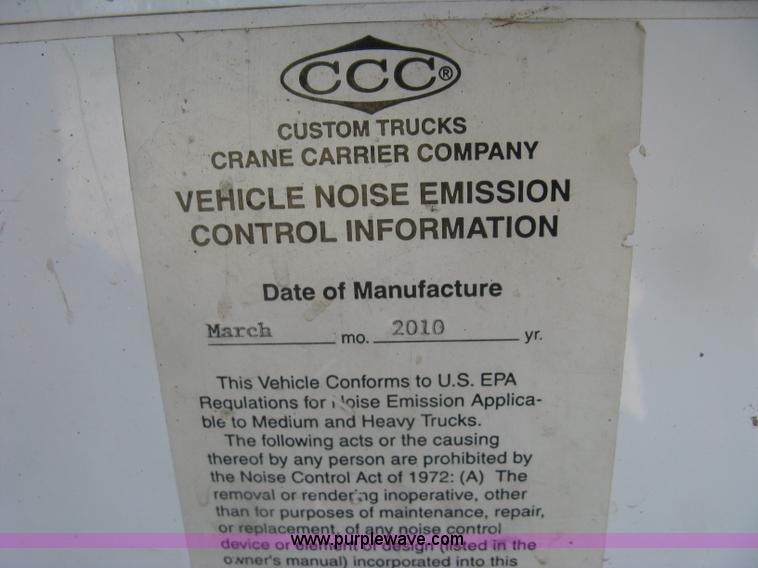 CCC®
CUSTOM TRUCKS
CRANE CARRIER COMPANY
VEHICLE NOISE EMISSION
CONTROL INFORMATION
Date of Manufacture
March mo. 2010 yr.
This Vehicle Conforms to U.S. EPA
Regulations for Noise Emission Applica-
ble to Medium and Heavy Trucks.
The following acts or the causing
thereof by any person are prohibited by
the Noise Control Act of 1972: (A) The
removal or rendering inoperative, other
than for purposes of maintenance, repair,
or replacement, of any noise control
device or element of design (listed in the
www.purplewave.com
owner's manual) incorporated into this